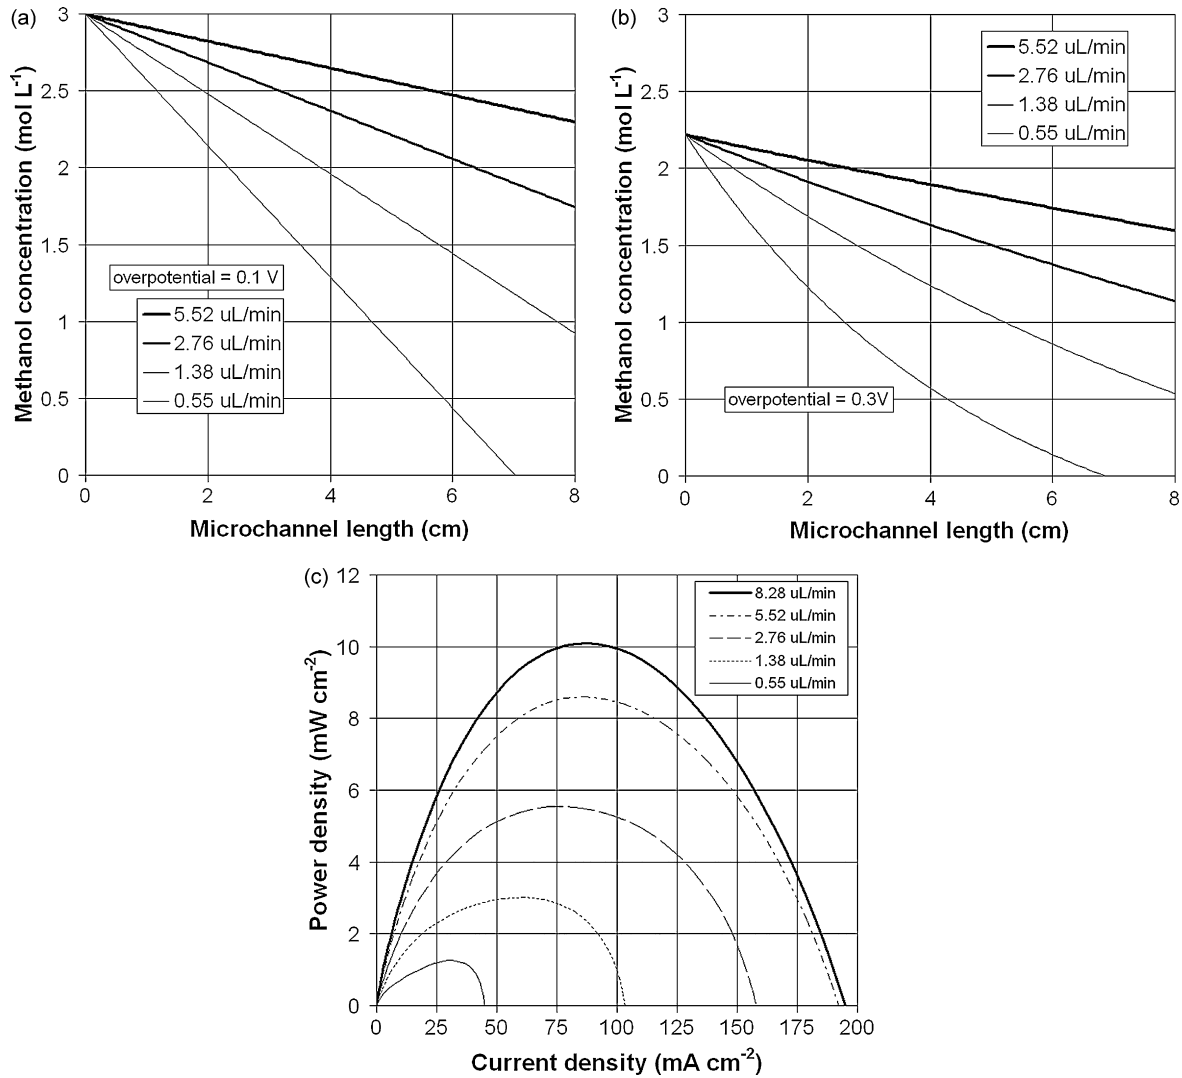 (a)
3
2.5
2
1.5
1
0.5
0
Methanol concentration (mol L-1)
overpotential = 0.1 V
5.52 uL/min
2.76 uL/min
1.38 uL/min
0.55 uL/min
0 2 4 6 8
Microchannel length (cm)
(b)
3
2.5
2
1.5
1
0.5
0
Methanol concentration (mol L-1)
5.52 uL/min
2.76 uL/min
1.38 uL/min
0.55 uL/min
overpotential = 0.3V
0 2 4 6 8
Microchannel length (cm)
(c)
12
10
8
6
4
2
0
Power density (mW cm-2)
8.28 uL/min
5.52 uL/min
2.76 uL/min
1.38 uL/min
0.55 uL/min
0 25 50 75 100 125 150 175 200
Current density (mA cm-2)